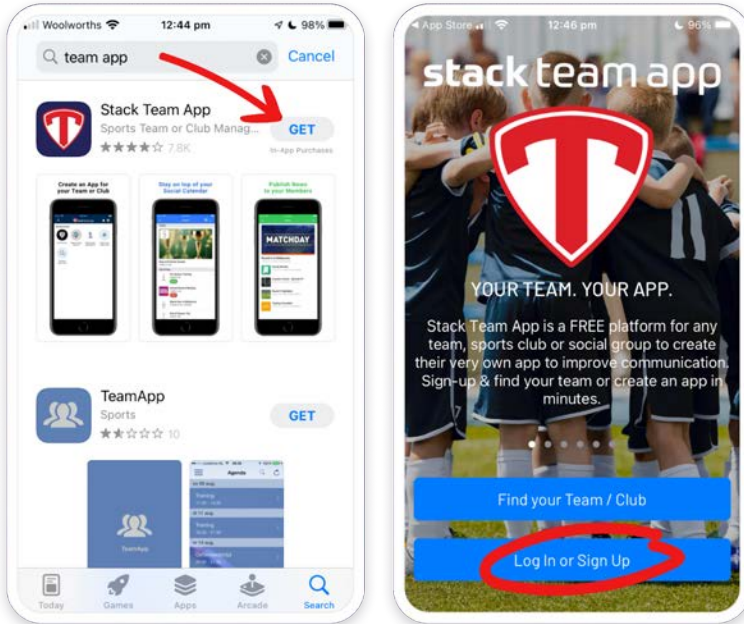 Woolworths
12:44 pm
98%
team app
Cancel
Stack Team App
Sports Team or Club Manag...
7.8K
GET
In-App Purchases
Create an App for
your Team or Club
Stay on top of your
Social Calendar
Publish News
to your Members
MATCHDAY
TeamApp
Sports
10
GET
TeamApp
Agenda
Training
Training
Today
Games
Apps
Arcade
Search
App Store
12:46 pm
96%
stack team app
YOUR TEAM. YOUR APP.
Stack Team App is a FREE platform for any
team, sports club or social group to create
their very own app to improve communication.
Sign-up & find your team or create an app in
minutes.
Find your Team / Club
Log In or Sign Up